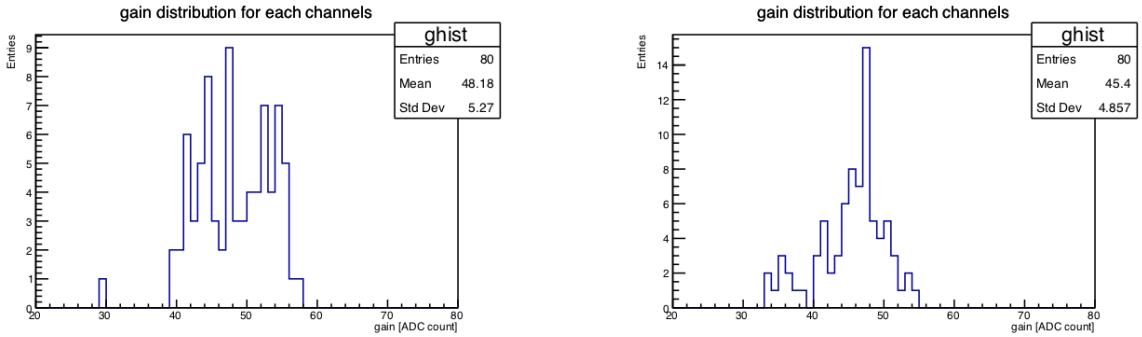 gain distribution for each channels
ghist
Entries 80
Mean 48.18
Std Dev 5.27
Entries
9
8
7
6
5
4
3
2
1
0
20 30 40 50 60 70 80
gain [ADC count]
gain distribution for each channels
ghist
Entries 80
Mean 45.4
Std Dev 4.857
Entries
14
12
10
8
6
4
2
0
20 30 40 50 60 70 80
gain [ADC count]